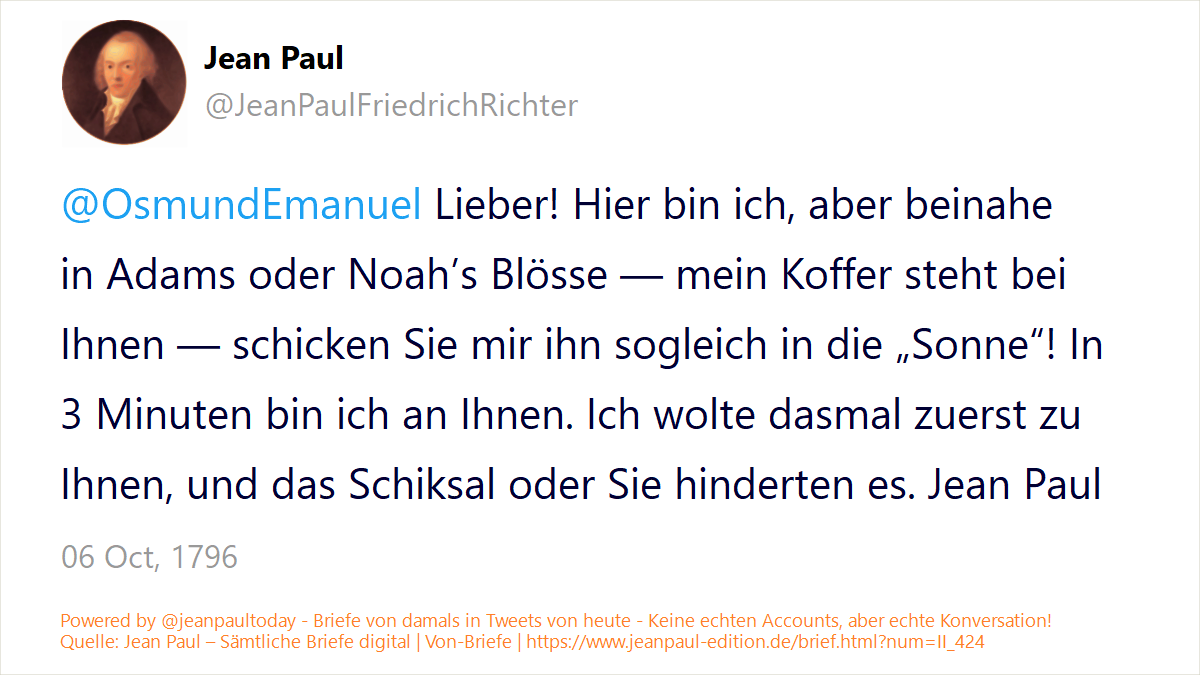 Jean Paul
@JeanPaulFriedrichRichter
@OsmundEmanuel Lieber! Hier bin ich, aber beinahe
in Adams oder Noah’s Blösse — mein Koffer steht bei
Ihnen — schicken Sie mir ihn sogleich in die „Sonne“! In
3 Minuten bin ich an Ihnen. Ich wolte dasmal zuerst zu
Ihnen, und das Schiksal oder Sie hinderten es. Jean Paul
06 Oct, 1796
Powered by @jeanpaultoday - Briefe von damals in Tweets von heute - Keine echten Accounts, aber echte Konversation!
Quelle: Jean Paul – Sämtliche Briefe digital | Von-Briefe | https://www.jeanpaul-edition.de/brief.html?num=II_424